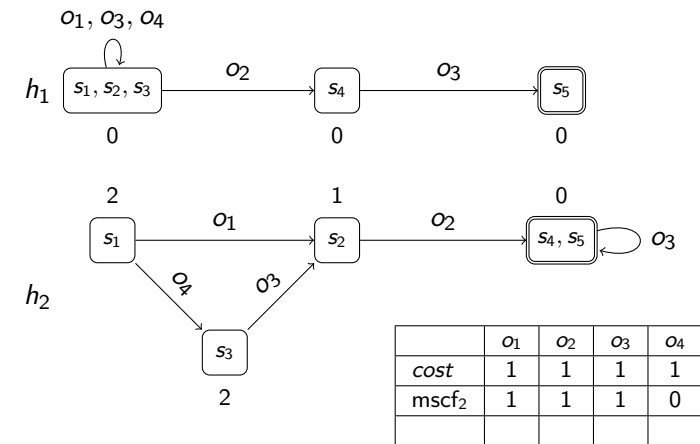 o1, o3, o4
h1 s1, s2, s3 o2 s4 o3 s5
0 0 0
2 1 0
s1 o1 s2 o2 s4, s5 o3
o4 o3
h2
s3
2
o1 o2 o3 o4
cost 1 1 1 1
mscf2 1 1 1 0